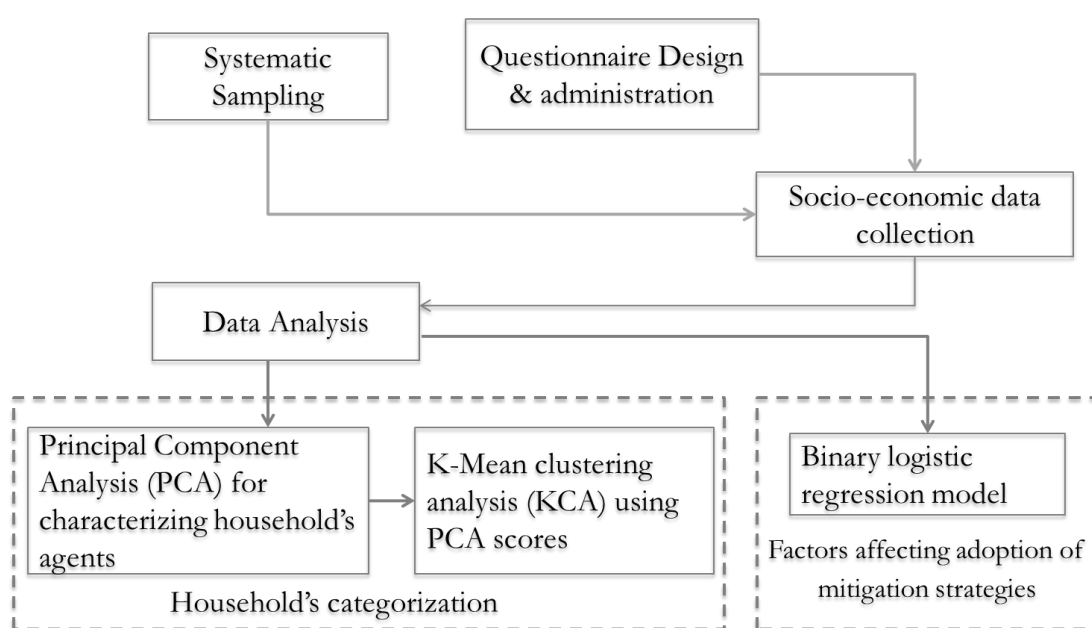 Systematic
Sampling
Questionnaire Design
& administration
Socio-economic data
collection
Data Analysis
Principal Component
Analysis (PCA) for
characterizing household's
agents
K-Mean clustering
analysis (KCA) using
PCA scores
Household's categorization
Binary logistic
regression model
Factors affecting adoption of
mitigation strategies